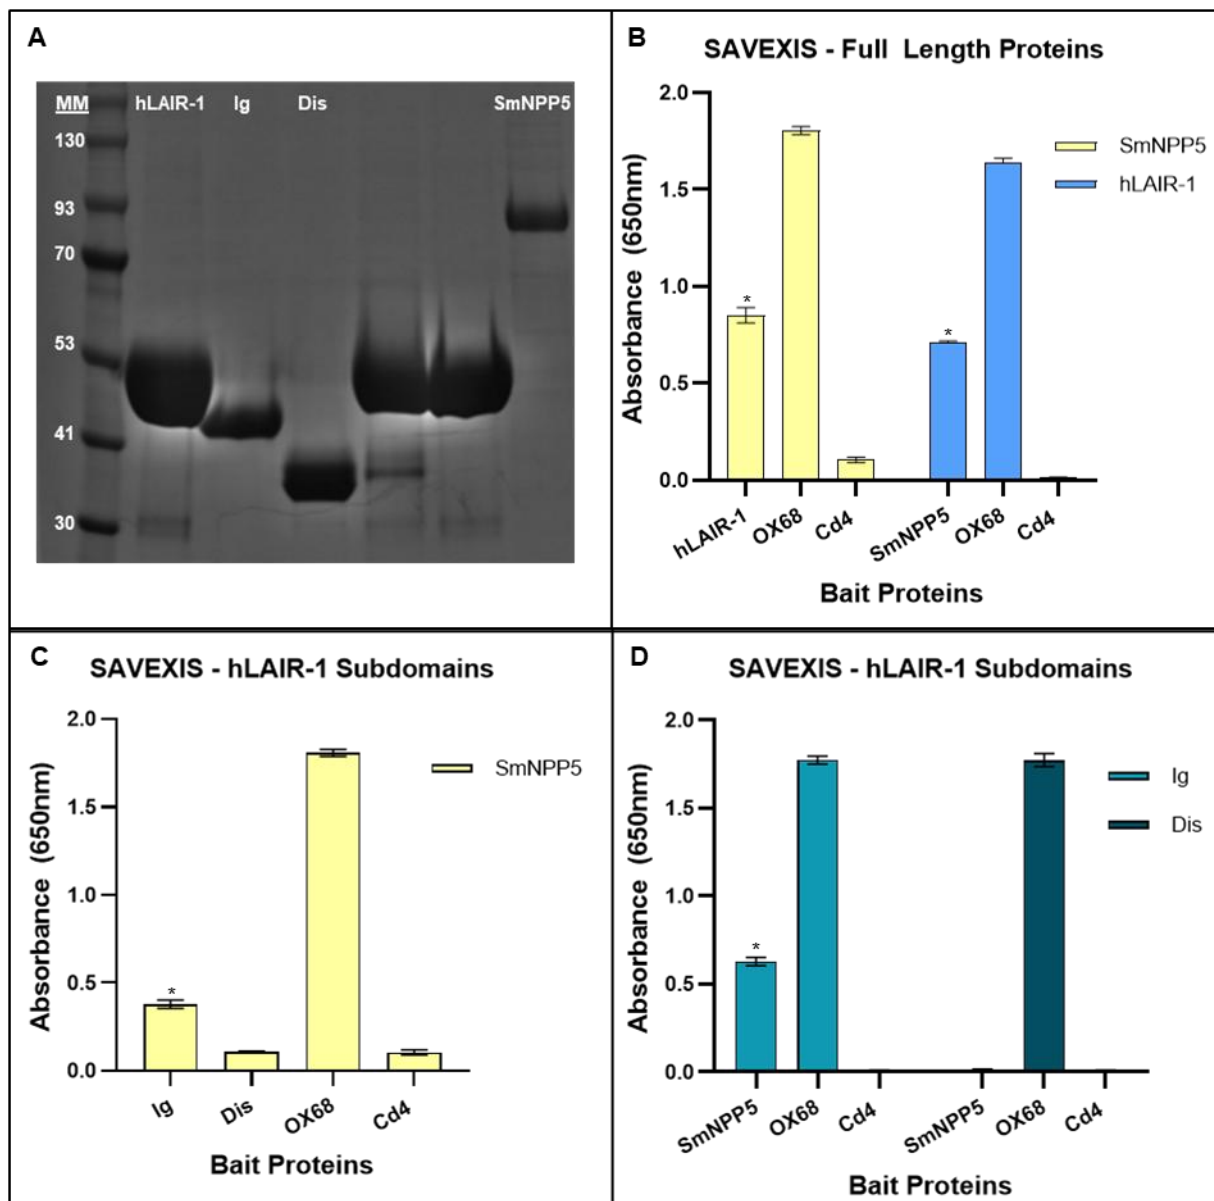 A
MM hLAIR-1 Ig Dis SmNPP5
130
93
70
53
41
30
B
SAVEXIS - Full Length Proteins
Absorbance (650nm)
2.0
1.5
1.0
0.5
0.0
*
*
SmNPP5
hLAIR-1
hLAIR-1 OX68 Cd4 SmNPP5 OX68 Cd4
Bait Proteins
C
SAVEXIS - hLAIR-1 Subdomains
Absorbance (650nm)
2.0
1.5
1.0
0.5
0.0
*
SmNPP5
Ig Dis OX68 Cd4
Bait Proteins
D
SAVEXIS - hLAIR-1 Subdomains
Absorbance (650nm)
2.0
1.5
1.0
0.5
0.0
*
Ig
Dis
SmNPP5 OX68 Cd4 SmNPP5 OX68 Cd4
Bait Proteins